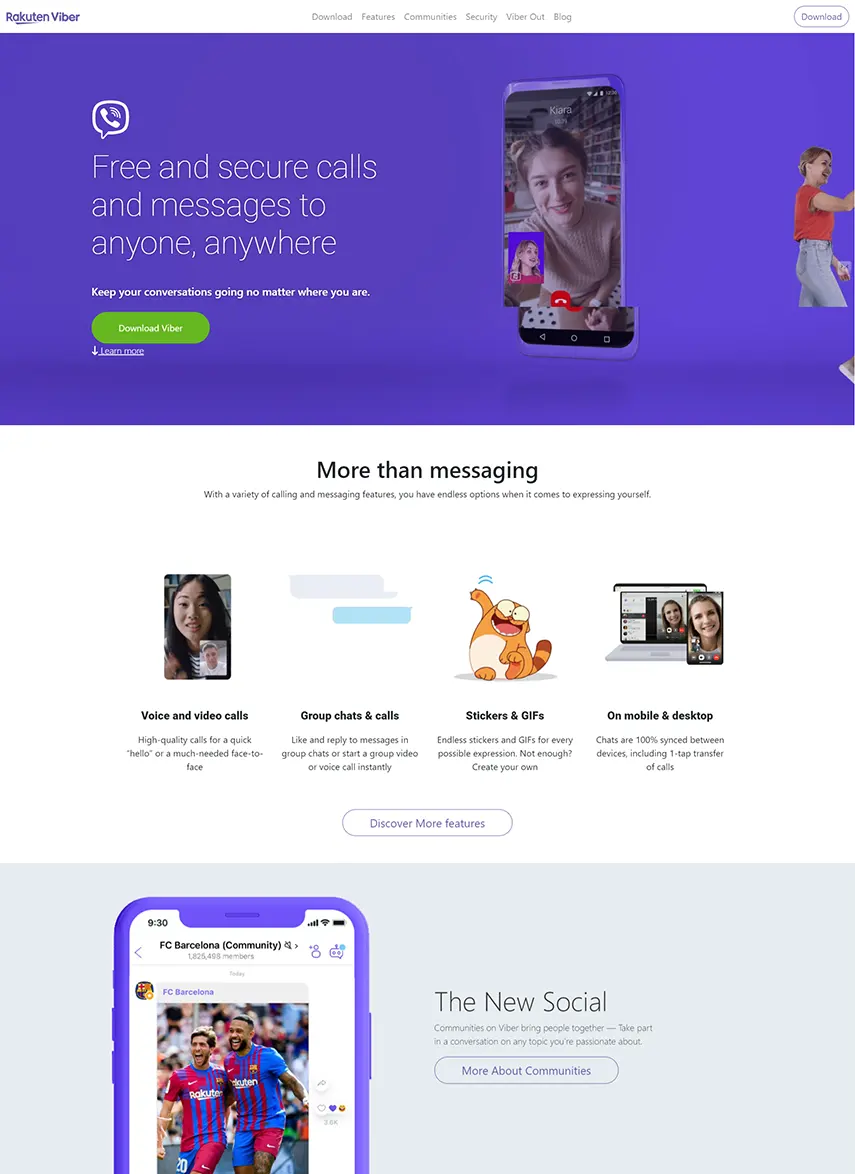 Rakuten Viber
Download Features Communities Security Viber Out Blog
Download
Kiara
Free and secure calls
and messages to
anyone, anywhere
Keep your conversations going no matter where you are.
Download Viber
Learn more
More than messaging
With a variety of calling and messaging features, you have endless options when it comes to expressing yourself.
Voice and video calls
High-quality calls for a quick
“hello” or a much-needed face-to-
face
Group chats & calls
Like and reply to messages in
group chats or start a group video
or voice call instantly
Stickers & GIFs
Endless stickers and GIFs for every
possible expression. Not enough?
Create your own
On mobile & desktop
Chats are 100% synced between
devices, including 1-tap transfer
of calls
Discover More features
9:30
FC Barcelona (Community)
1,825,498 members
Today
FC Barcelona
Rakuten
20
3.6K
The New Social
Communities on Viber bring people together — Take part
in a conversation on any topic you're passionate about.
More About Communities